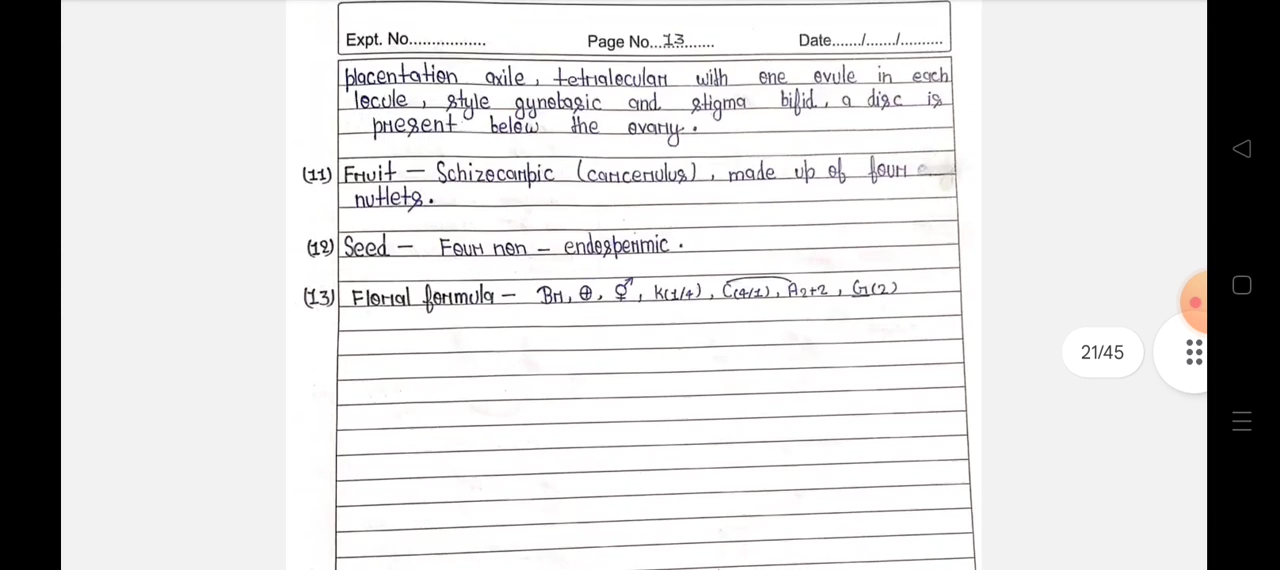 Expt. No................. Page No...13....... Date......./......./..........
placentation axile, tetralocular with one ovule in each
locule, style gynobasic and stigma bifid, a disc is
present below the ovary.
(11) Fruit – Schizocarpic (carcerulus), made up of four
nutlets.
(12) Seed – Four non – endospermic.
(13) Floral formula – Br, ⊕, ⚥, K(1/4), C(4/1), A2+2, G(2)
21/45